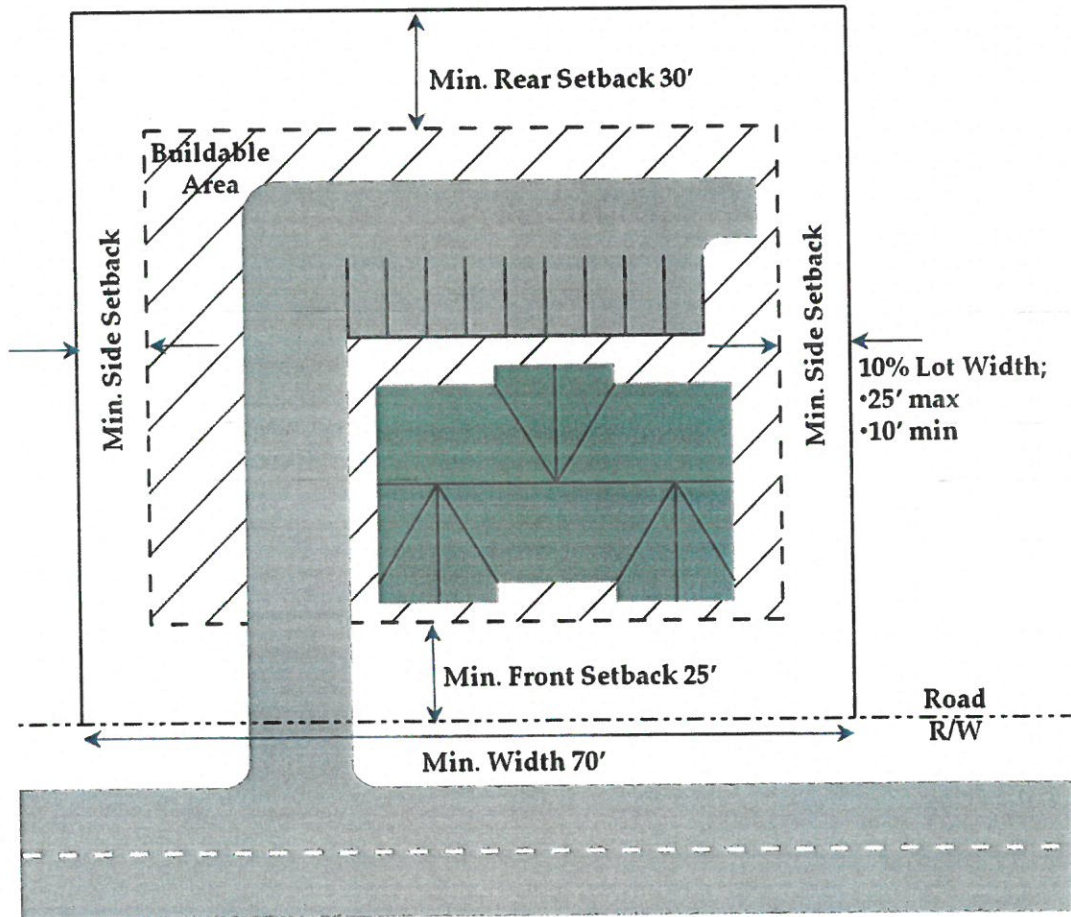 Min. Rear Setback 30′
Buildable
Area
Min. Side Setback
Min. Side Setback
10% Lot Width;
•25′ max
•10′ min
Min. Front Setback 25′
Road
R/W
Min. Width 70′